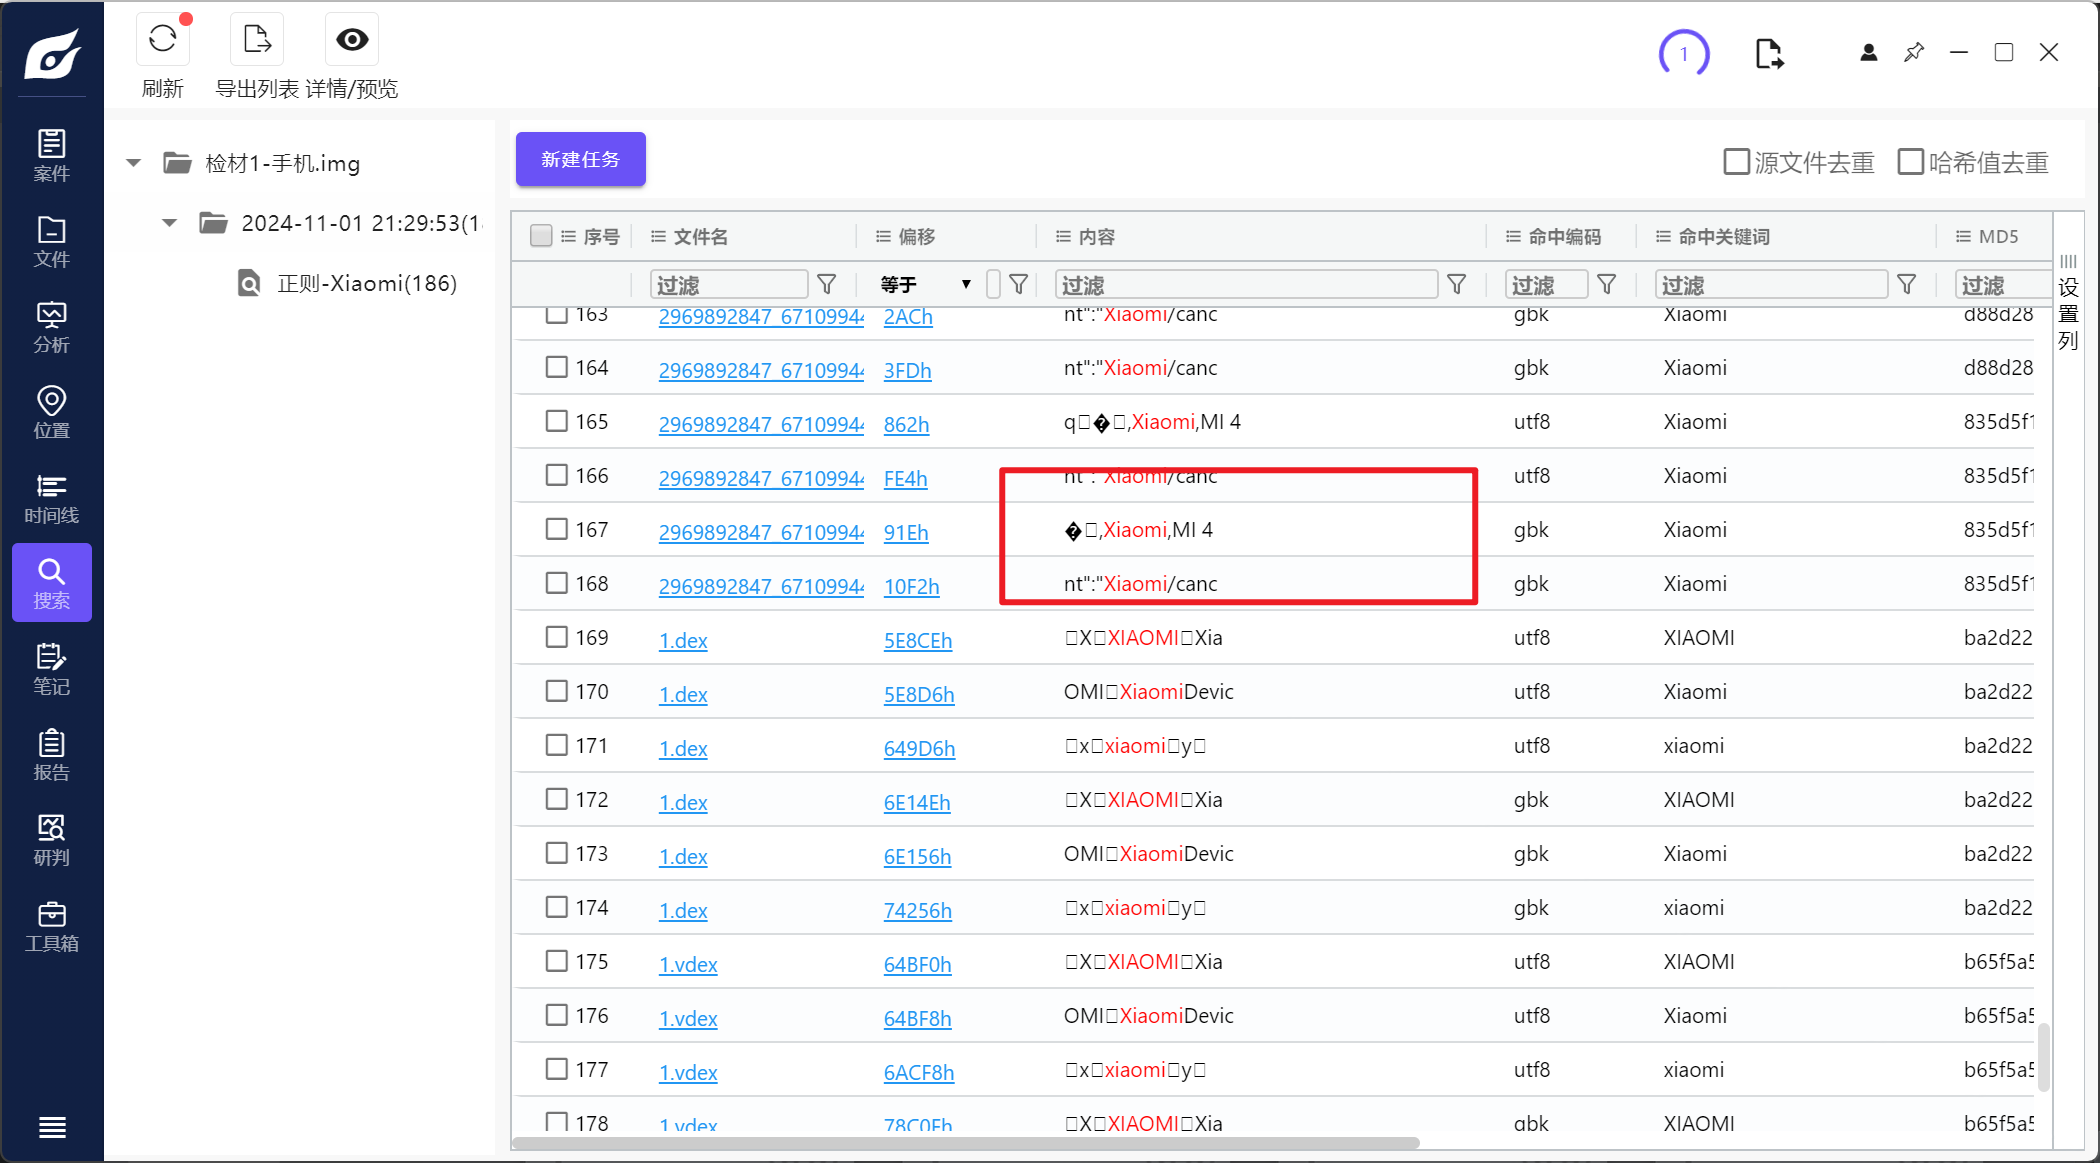 刷新
导出列表
详情/预览
1
案件
文件
分析
位置
时间线
搜索
笔记
报告
研判
工具箱
检材1-手机.img
2024-11-01 21:29:53(1
正则-Xiaomi(186)
新建任务
源文件去重
哈希值去重
序号 文件名 偏移 内容 命中编码 命中关键词 MD5
过滤 等于 过滤 过滤 过滤 过滤
设置列
163 2969892847_6710994 2ACh nt":"Xiaomi/canc gbk Xiaomi d88d28
164 2969892847_6710994 3FDh nt":"Xiaomi/canc gbk Xiaomi d88d28
165 2969892847_6710994 862h q□�□,Xiaomi,MI 4 utf8 Xiaomi 835d5f1
166 2969892847_6710994 FE4h nt":"Xiaomi/canc utf8 Xiaomi 835d5f1
167 2969892847_6710994 91Eh �□,Xiaomi,MI 4 gbk Xiaomi 835d5f1
168 2969892847_6710994 10F2h nt":"Xiaomi/canc gbk Xiaomi 835d5f1
169 1.dex 5E8CEh □X□XIAOMI□Xia utf8 XIAOMI ba2d22
170 1.dex 5E8D6h OMI□XiaomiDevic utf8 Xiaomi ba2d22
171 1.dex 649D6h □x□xiaomi□y□ utf8 xiaomi ba2d22
172 1.dex 6E14Eh □X□XIAOMI□Xia gbk XIAOMI ba2d22
173 1.dex 6E156h OMI□XiaomiDevic gbk Xiaomi ba2d22
174 1.dex 74256h □x□xiaomi□y□ gbk xiaomi ba2d22
175 1.vdex 64BF0h □X□XIAOMI□Xia utf8 XIAOMI b65f5a5
176 1.vdex 64BF8h OMI□XiaomiDevic utf8 Xiaomi b65f5a5
177 1.vdex 6ACF8h □x□xiaomi□y□ utf8 xiaomi b65f5a5
178 1.vdex 78C0Fh □X□XIAOMI□Xia gbk XIAOMI b65f5a5